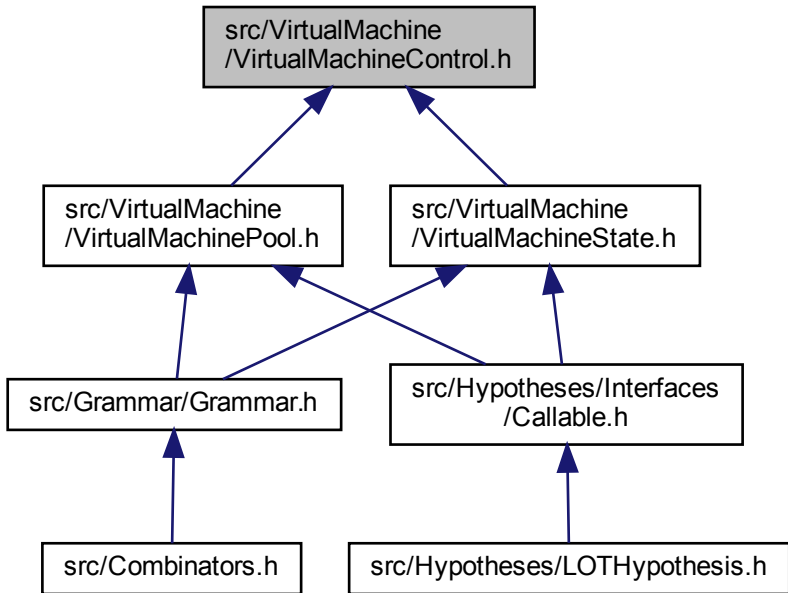 src/VirtualMachine
/VirtualMachineControl.h
src/VirtualMachine
/VirtualMachinePool.h
src/VirtualMachine
/VirtualMachineState.h
src/Grammar/Grammar.h
src/Hypotheses/Interfaces
/Callable.h
src/Combinators.h
src/Hypotheses/LOTHypothesis.h